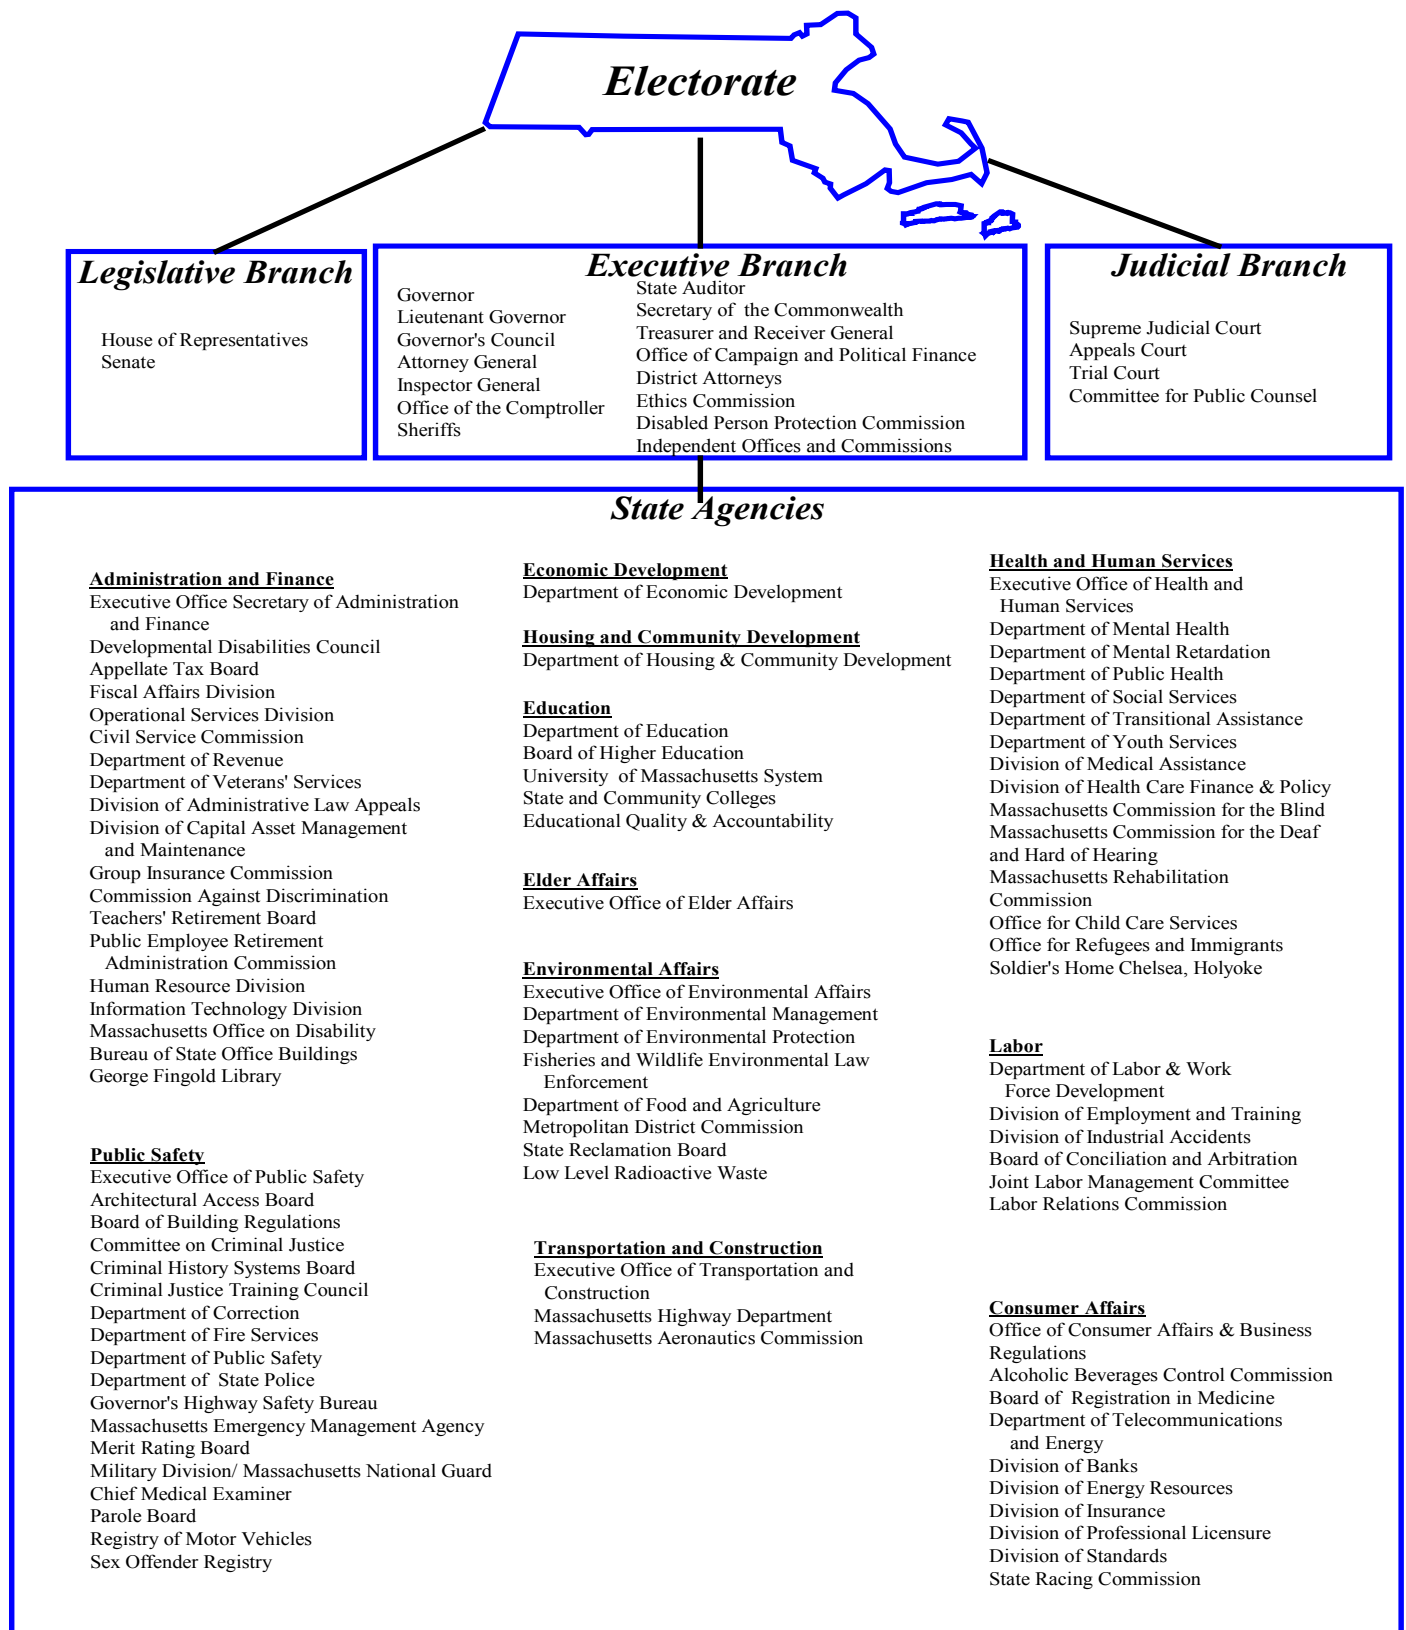 Electorate
Legislative Branch
House of Representatives
Senate
Executive Branch
Governor
Lieutenant Governor
Governor's Council
Attorney General
Inspector General
Office of the Comptroller
Sheriffs
State Auditor
Secretary of the Commonwealth
Treasurer and Receiver General
Office of Campaign and Political Finance
District Attorneys
Ethics Commission
Disabled Person Protection Commission
Independent Offices and Commissions
Judicial Branch
Supreme Judicial Court
Appeals Court
Trial Court
Committee for Public Counsel
State Agencies
Administration and Finance
Executive Office Secretary of Administration
and Finance
Developmental Disabilities Council
Appellate Tax Board
Fiscal Affairs Division
Operational Services Division
Civil Service Commission
Department of Revenue
Department of Veterans' Services
Division of Administrative Law Appeals
Division of Capital Asset Management
and Maintenance
Group Insurance Commission
Commission Against Discrimination
Teachers' Retirement Board
Public Employee Retirement
Administration Commission
Human Resource Division
Information Technology Division
Massachusetts Office on Disability
Bureau of State Office Buildings
George Fingold Library
Public Safety
Executive Office of Public Safety
Architectural Access Board
Board of Building Regulations
Committee on Criminal Justice
Criminal History Systems Board
Criminal Justice Training Council
Department of Correction
Department of Fire Services
Department of Public Safety
Department of State Police
Governor's Highway Safety Bureau
Massachusetts Emergency Management Agency
Merit Rating Board
Military Division/ Massachusetts National Guard
Chief Medical Examiner
Parole Board
Registry of Motor Vehicles
Sex Offender Registry
Economic Development
Department of Economic Development
Housing and Community Development
Department of Housing & Community Development
Education
Department of Education
Board of Higher Education
University of Massachusetts System
State and Community Colleges
Educational Quality & Accountability
Elder Affairs
Executive Office of Elder Affairs
Environmental Affairs
Executive Office of Environmental Affairs
Department of Environmental Management
Department of Environmental Protection
Fisheries and Wildlife Environmental Law
Enforcement
Department of Food and Agriculture
Metropolitan District Commission
State Reclamation Board
Low Level Radioactive Waste
Transportation and Construction
Executive Office of Transportation and
Construction
Massachusetts Highway Department
Massachusetts Aeronautics Commission
Health and Human Services
Executive Office of Health and
Human Services
Department of Mental Health
Department of Mental Retardation
Department of Public Health
Department of Social Services
Department of Transitional Assistance
Department of Youth Services
Division of Medical Assistance
Division of Health Care Finance & Policy
Massachusetts Commission for the Blind
Massachusetts Commission for the Deaf
and Hard of Hearing
Massachusetts Rehabilitation
Commission
Office for Child Care Services
Office for Refugees and Immigrants
Soldier's Home Chelsea, Holyoke
Labor
Department of Labor & Work
Force Development
Division of Employment and Training
Division of Industrial Accidents
Board of Conciliation and Arbitration
Joint Labor Management Committee
Labor Relations Commission
Consumer Affairs
Office of Consumer Affairs & Business
Regulations
Alcoholic Beverages Control Commission
Board of Registration in Medicine
Department of Telecommunications
and Energy
Division of Banks
Division of Energy Resources
Division of Insurance
Division of Professional Licensure
Division of Standards
State Racing Commission